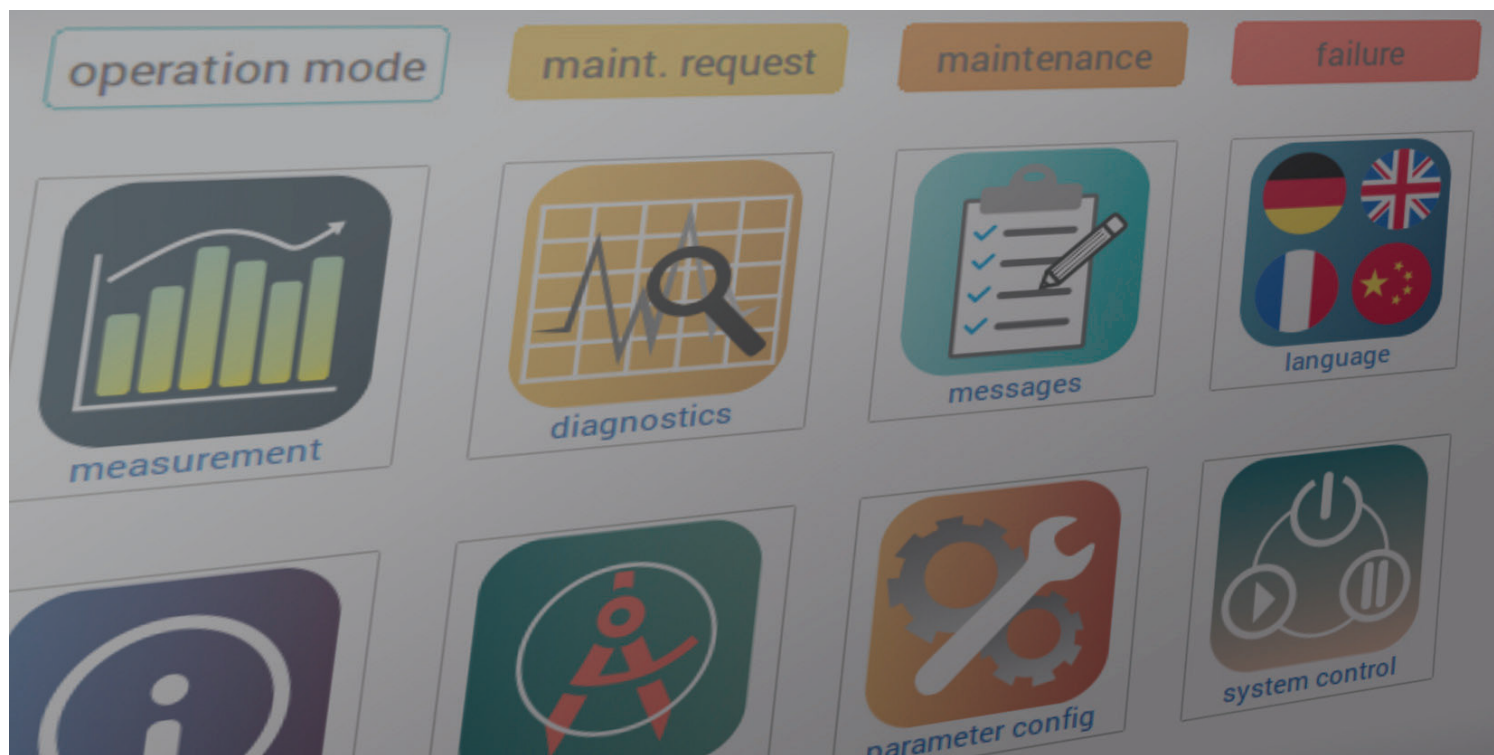 operation mode
maint. request
maintenance
failure
measurement
diagnostics
messages
language
parameter config
system control